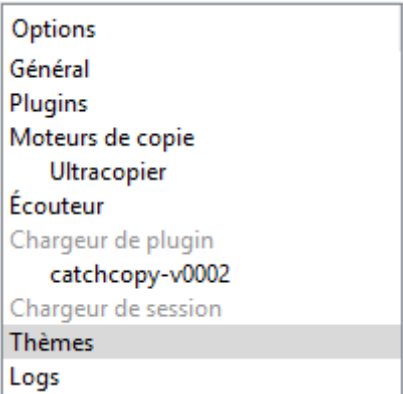 Options
Général
Plugins
Moteurs de copie
Ultracopier
Écouteur
Chargeur de plugin
catchcopy-v0002
Chargeur de session
Thèmes
Logs